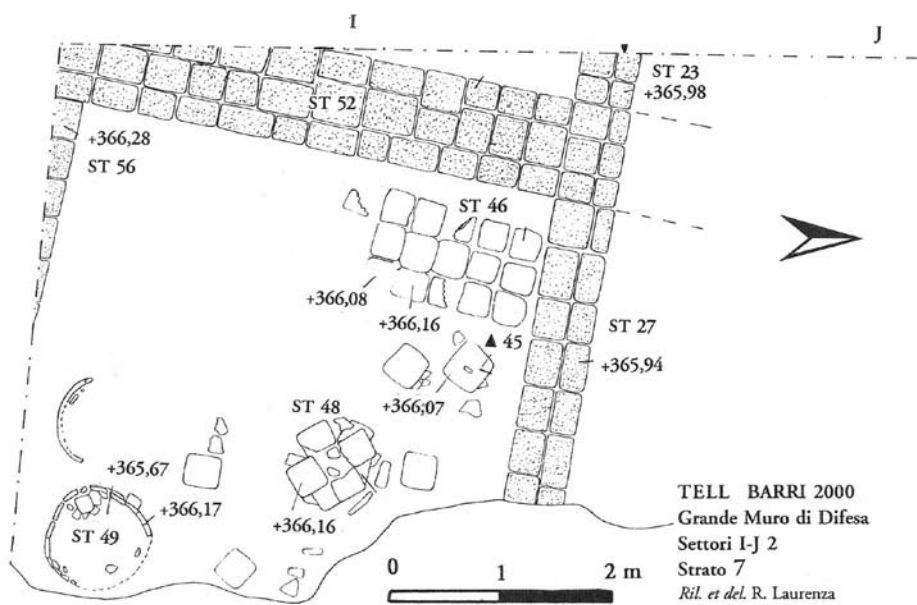 I
J
ST 23
+365,98
ST 52
+366,28
ST 56
ST 46
+366,08
+366,16
▲ 45
ST 27
+365,94
+366,07
ST 48
+365,67
+366,17
ST 49
+366,16
0 1 2 m
TELL BARRI 2000
Grande Muro di Difesa
Settori I-J 2
Strato 7
Ril. et del. R. Laurenza